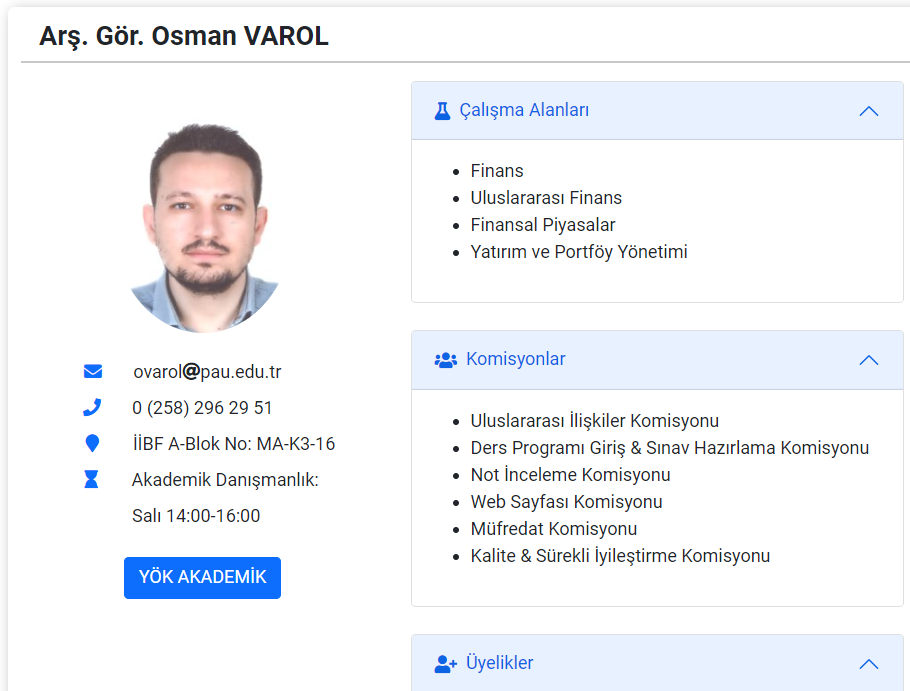 Arş. Gör. Osman VAROL
ovarol@pau.edu.tr
0 (258) 296 29 51
İİBF A-Blok No: MA-K3-16
Akademik Danışmanlık:
Salı 14:00-16:00
YÖK AKADEMİK
Çalışma Alanları
Finans
Uluslararası Finans
Finansal Piyasalar
Yatırım ve Portföy Yönetimi
Komisyonlar
Uluslararası İlişkiler Komisyonu
Ders Programı Giriş & Sınav Hazırlama Komisyonu
Not İnceleme Komisyonu
Web Sayfası Komisyonu
Müfredat Komisyonu
Kalite & Sürekli İyileştirme Komisyonu
Üyelikler